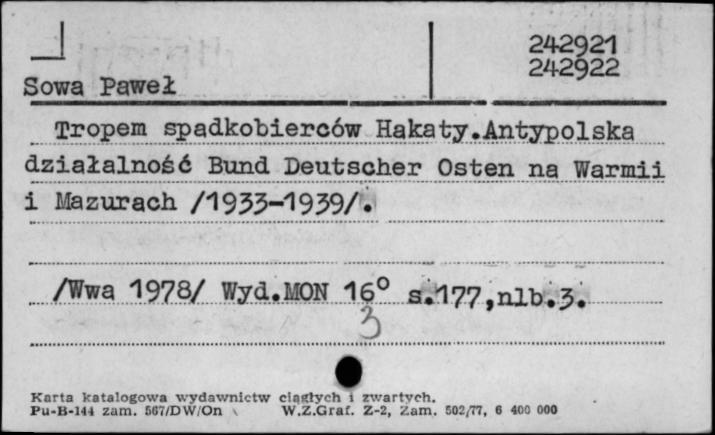 242921
242922
Sowa Paweł
Tropem spadkobierców Hakaty.Antypolska
działalność Bund Deutscher Osten na Warmii
i Mazurach /1933-1939/.
/Wwa 1978/ Wyd.MON 16° s.177,nlb.3.
3
Karta katalogowa wydawnictw ciągłych i zwartych.
Pu-B-144 zam. 567/DW/On W.Z.Graf. Z-2, Zam. 502/77, 6 400 000